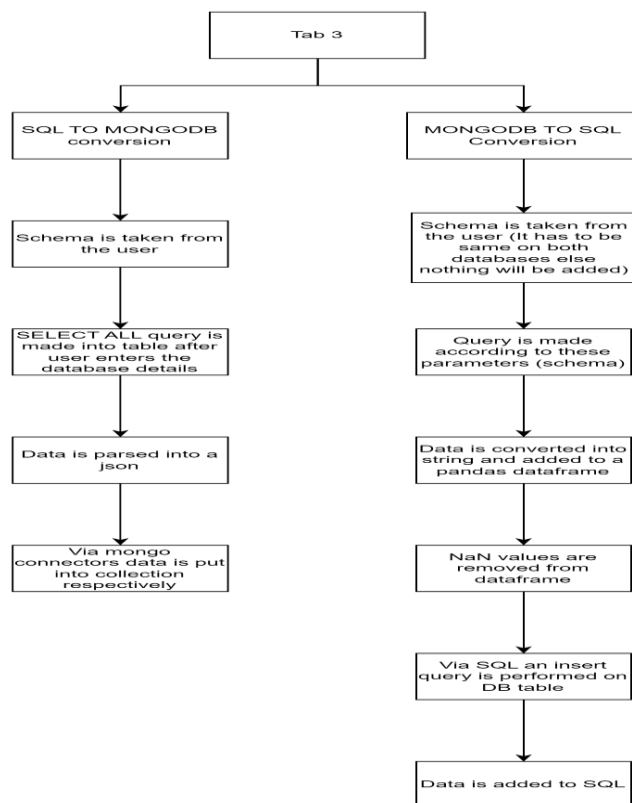 Tab 3
SQL TO MONGODB
conversion
Schema is taken from
the user
SELECT ALL query is
made into table after
user enters the
database details
Data is parsed into a
json
Via mongo
connectors data is put
into collection
respectively
MONGODB TO SQL
Conversion
Schema is taken from
the user (It has to be
same on both
databases else
nothing will be added)
Query is made
according to these
parameters (schema)
Data is converted into
string and added to a
pandas dataframe
NaN values are
removed from
dataframe
Via SQL an insert
query is performed on
DB table
Data is added to SQL